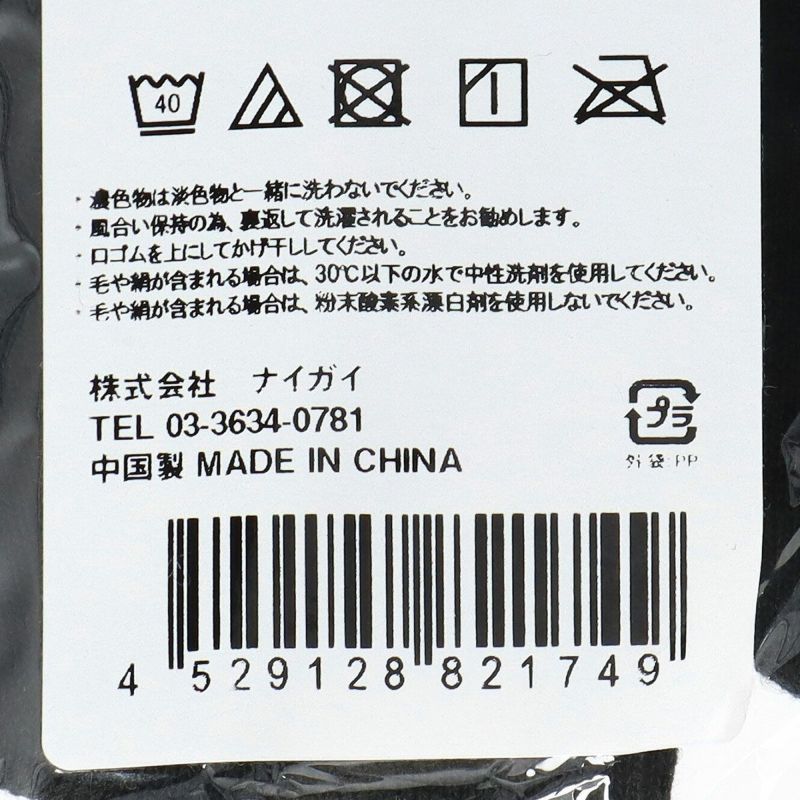 40
・濃色物は淡色物と一緒に洗わないでください。
・風合い保持の為、裏返して洗濯されることをお勧めします。
・口ゴムを上にしてかげ干ししてください。
・毛や絹が含まれる場合は、30℃以下の水で中性洗剤を使用してください。
・毛や絹が含まれる場合は、粉末酸素系漂白剤を使用しないでください。
株式会社 ナイガイ
TEL 03-3634-0781
中国製 MADE IN CHINA
プラ
外袋:PP
4 529128 821749